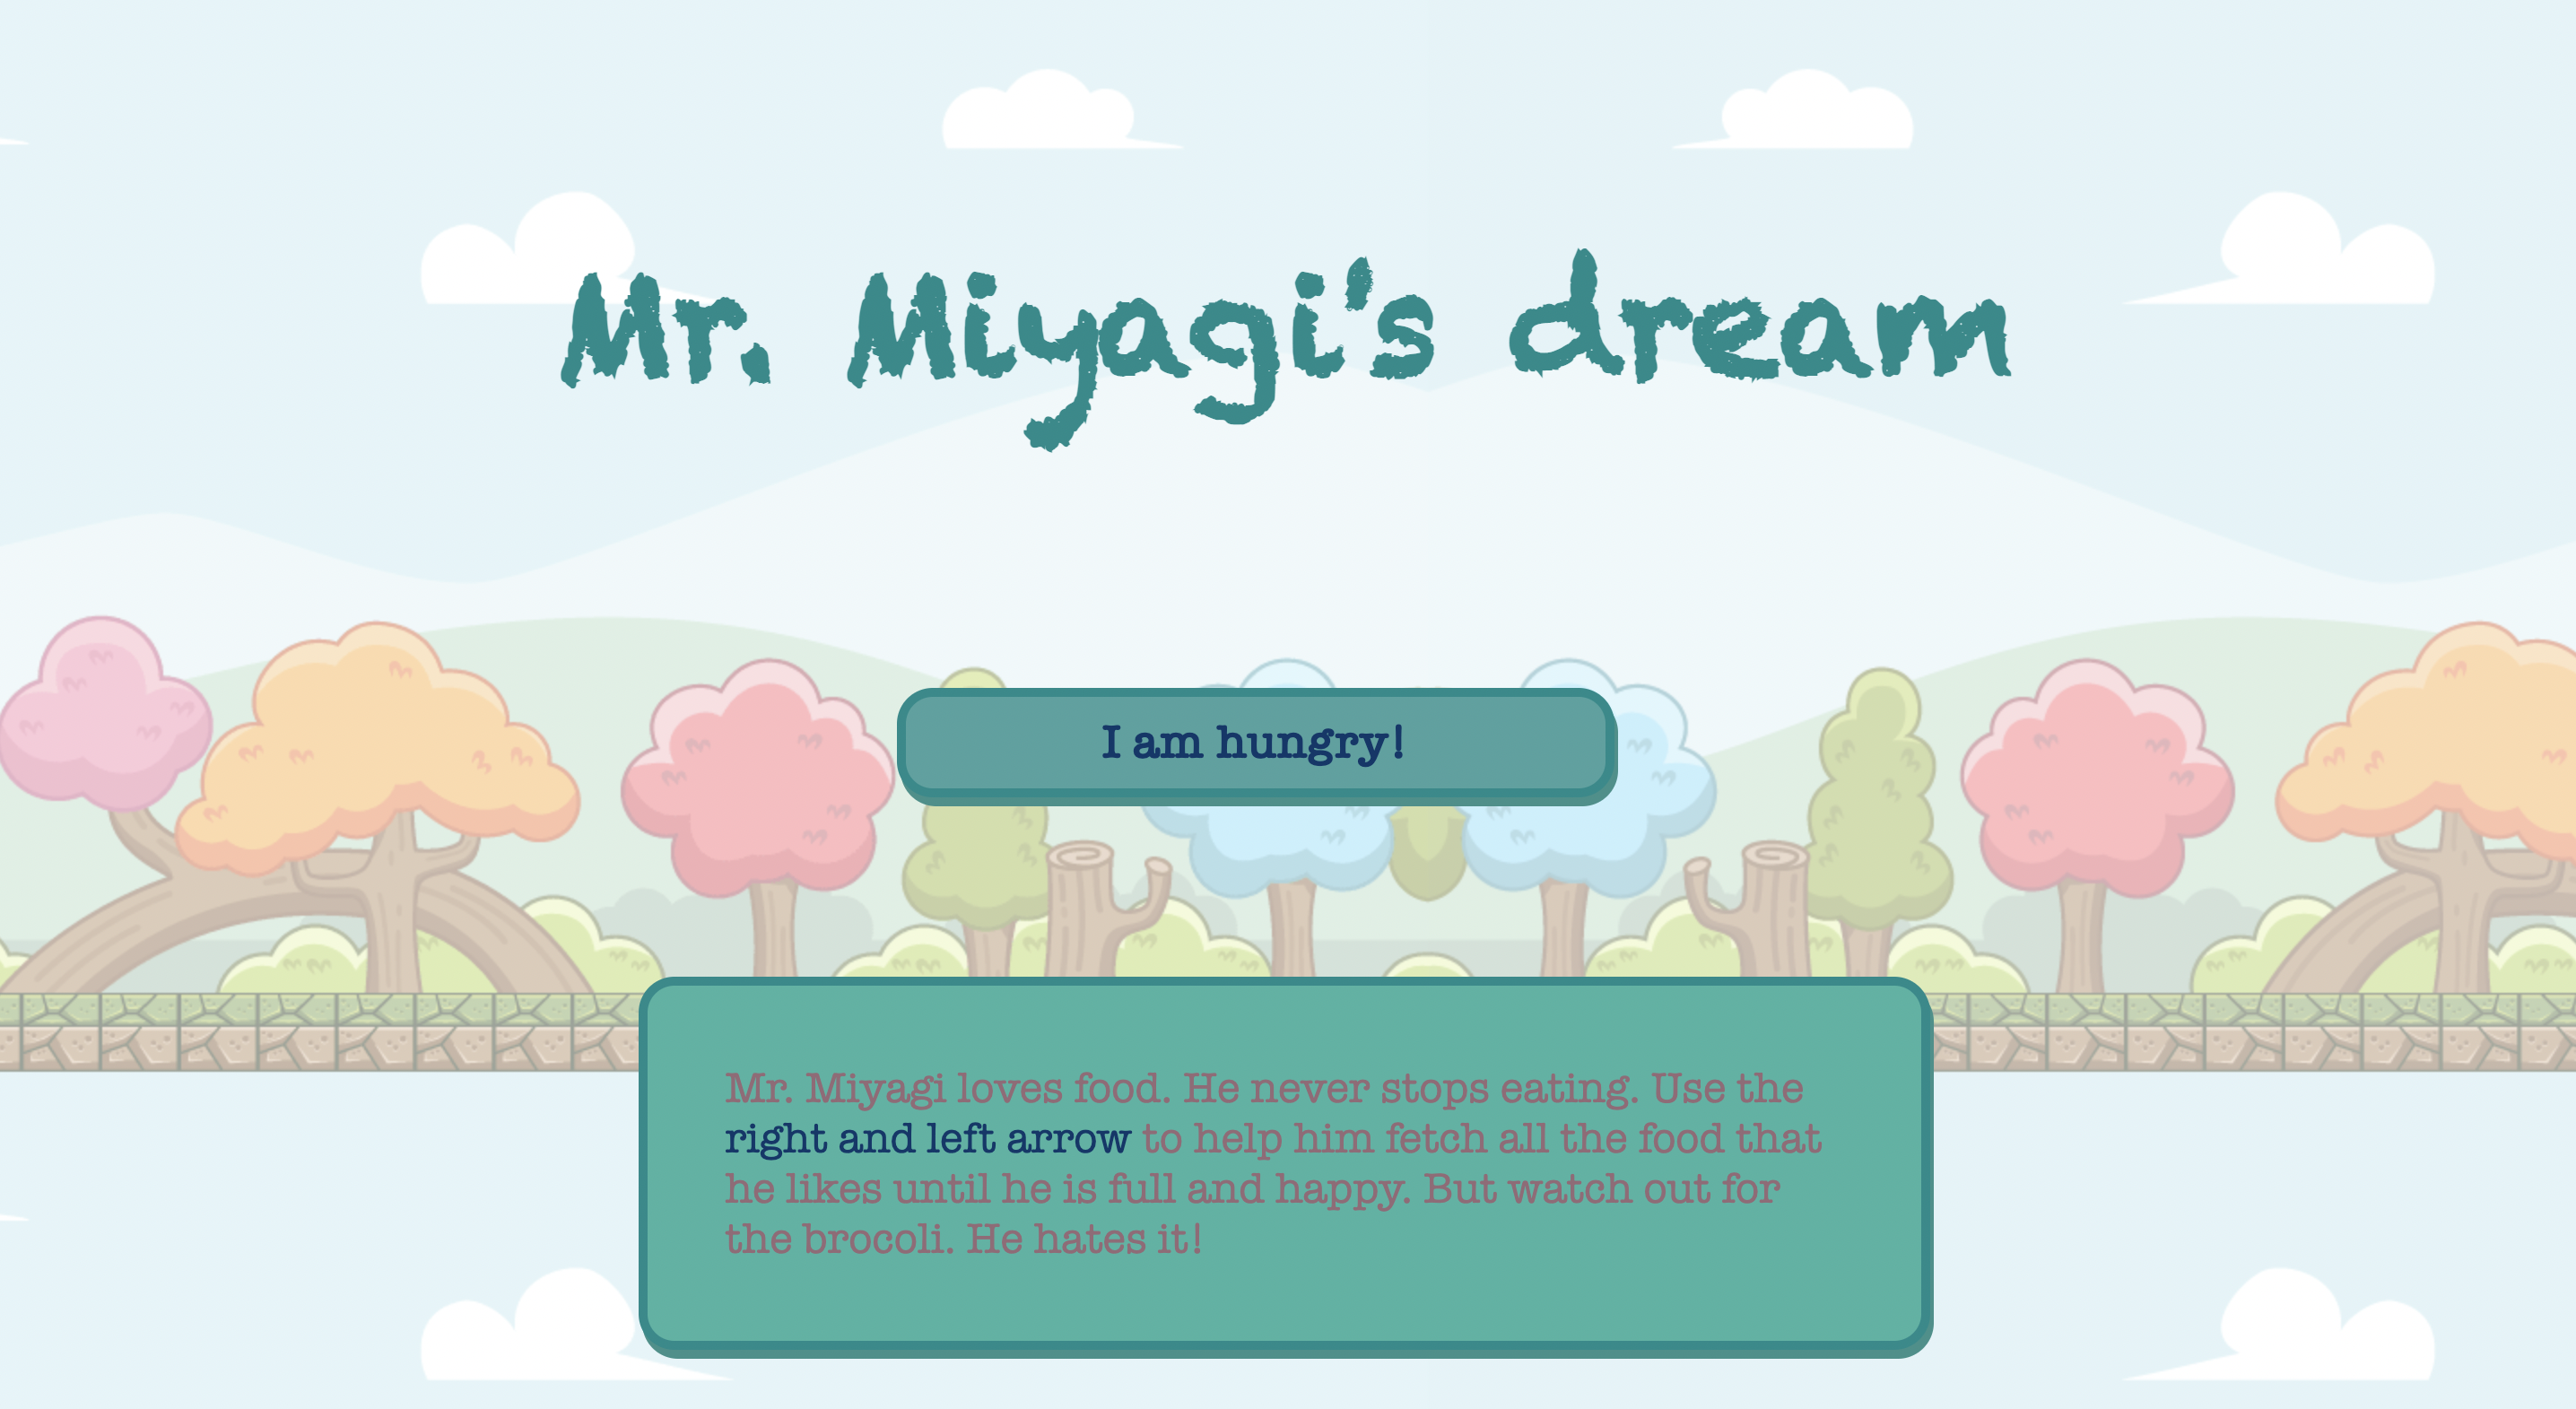 Mr. Miyagi's dream
I am hungry!
Mr. Miyagi loves food. He never stops eating. Use the
right and left arrow to help him fetch all the food that
he likes until he is full and happy. But watch out for
the brocoli. He hates it!